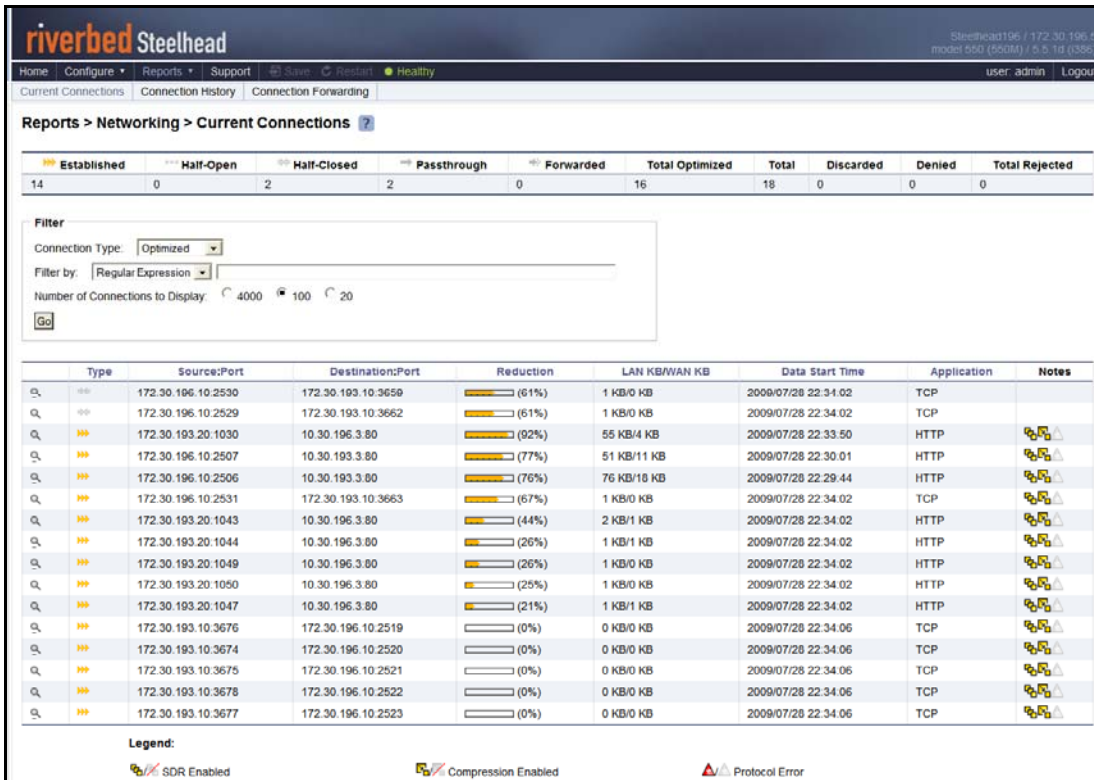 riverbed Steelhead
Steelhead196 / 172.30.196.5
model 550 (550M) / 5.5.1d (i386
Home Configure Reports Support Save Restart Healthy user: admin Logou
Current Connections Connection History Connection Forwarding
Reports > Networking > Current Connections ?
Established Half-Open Half-Closed Passthrough Forwarded Total Optimized Total Discarded Denied Total Rejected
14 0 2 2 0 16 18 0 0 0
Filter
Connection Type: Optimized
Filter by: Regular Expression
Number of Connections to Display: 4000 100 20
Go
Type Source:Port Destination:Port Reduction LAN KB/WAN KB Data Start Time Application Notes
172.30.196.10:2530 172.30.193.10:3659 (61%) 1 KB/0 KB 2009/07/28 22:34:02 TCP
172.30.196.10:2529 172.30.193.10:3662 (61%) 1 KB/0 KB 2009/07/28 22:34:02 TCP
172.30.193.20:1030 10.30.196.3:80 (92%) 55 KB/4 KB 2009/07/28 22:33:50 HTTP
172.30.196.10:2507 10.30.193.3:80 (77%) 51 KB/11 KB 2009/07/28 22:30:01 HTTP
172.30.196.10:2506 10.30.193.3:80 (76%) 76 KB/18 KB 2009/07/28 22:29:44 HTTP
172.30.196.10:2531 172.30.193.10:3663 (67%) 1 KB/0 KB 2009/07/28 22:34:02 TCP
172.30.193.20:1043 10.30.196.3:80 (44%) 2 KB/1 KB 2009/07/28 22:34:02 HTTP
172.30.193.20:1044 10.30.196.3:80 (26%) 1 KB/1 KB 2009/07/28 22:34:02 HTTP
172.30.193.20:1049 10.30.196.3:80 (26%) 1 KB/0 KB 2009/07/28 22:34:02 HTTP
172.30.193.20:1050 10.30.196.3:80 (25%) 1 KB/0 KB 2009/07/28 22:34:02 HTTP
172.30.193.20:1047 10.30.196.3:80 (21%) 1 KB/1 KB 2009/07/28 22:34:02 HTTP
172.30.193.10:3676 172.30.196.10:2519 (0%) 0 KB/0 KB 2009/07/28 22:34:06 TCP
172.30.193.10:3674 172.30.196.10:2520 (0%) 0 KB/0 KB 2009/07/28 22:34:06 TCP
172.30.193.10:3675 172.30.196.10:2521 (0%) 0 KB/0 KB 2009/07/28 22:34:06 TCP
172.30.193.10:3678 172.30.196.10:2522 (0%) 0 KB/0 KB 2009/07/28 22:34:06 TCP
172.30.193.10:3677 172.30.196.10:2523 (0%) 0 KB/0 KB 2009/07/28 22:34:06 TCP
Legend:
/ SDR Enabled / Compression Enabled / Protocol Error